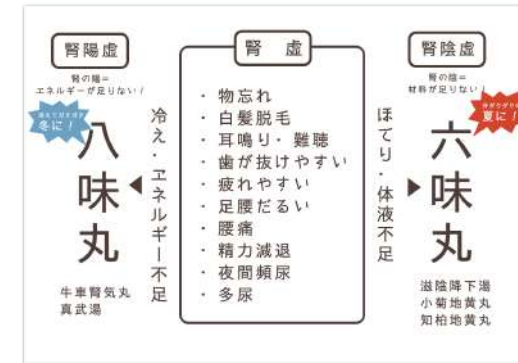 腎陽虚
腎の陽=
エネルギーが足りない!
冬に!
八味丸
冷え・エネルギー不足
牛車腎気丸
真武湯
腎 虚
・ 物忘れ
・ 白髪脱毛
・ 耳鳴り・難聴
・ 歯が抜けやすい
・ 疲れやすい
・ 足腰だるい
・ 腰痛
・ 精力減退
・ 夜間頻尿
・ 多尿
ほてり・体液不足
腎陰虚
腎の陰=
材料が足りない!
夏に!
六味丸
滋陰降下湯
小菊地黄丸
知柏地黄丸